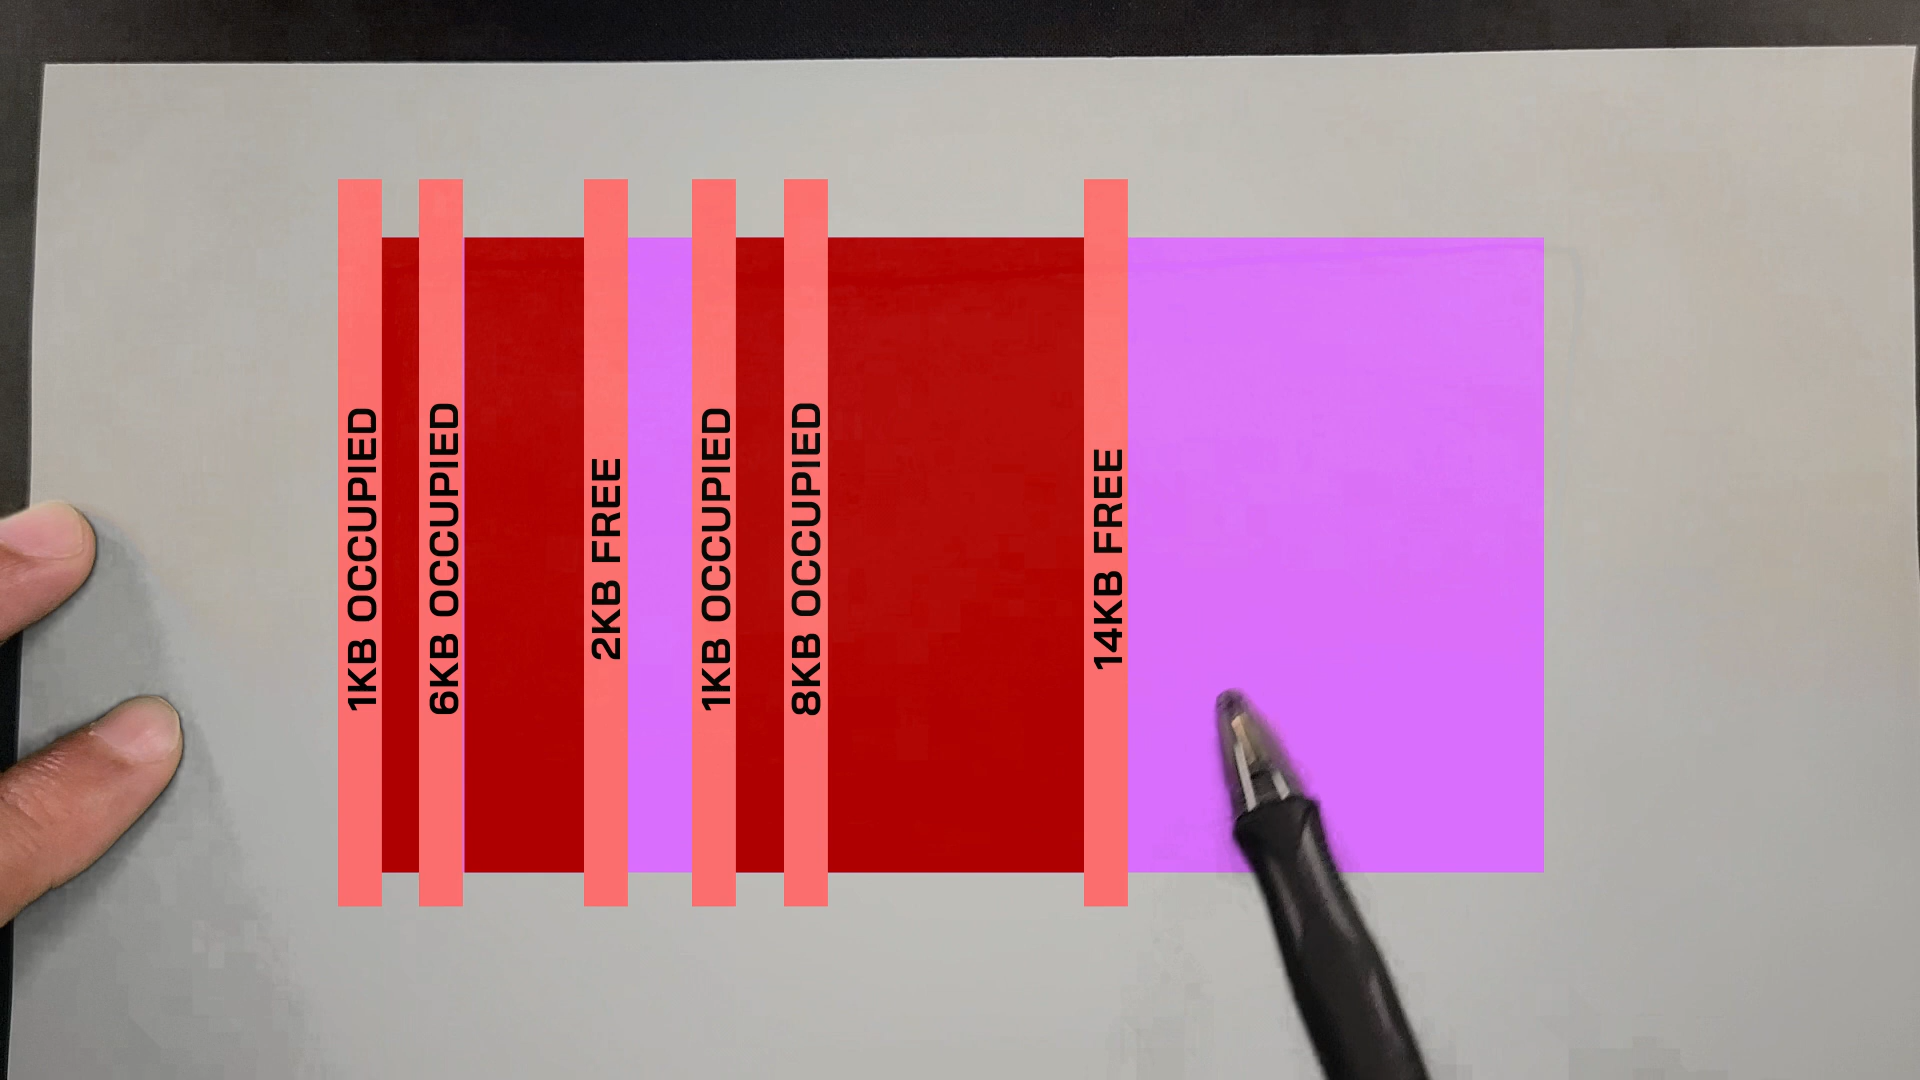 1KB OCCUPIED
6KB OCCUPIED
2KB FREE
1KB OCCUPIED
8KB OCCUPIED
14KB FREE